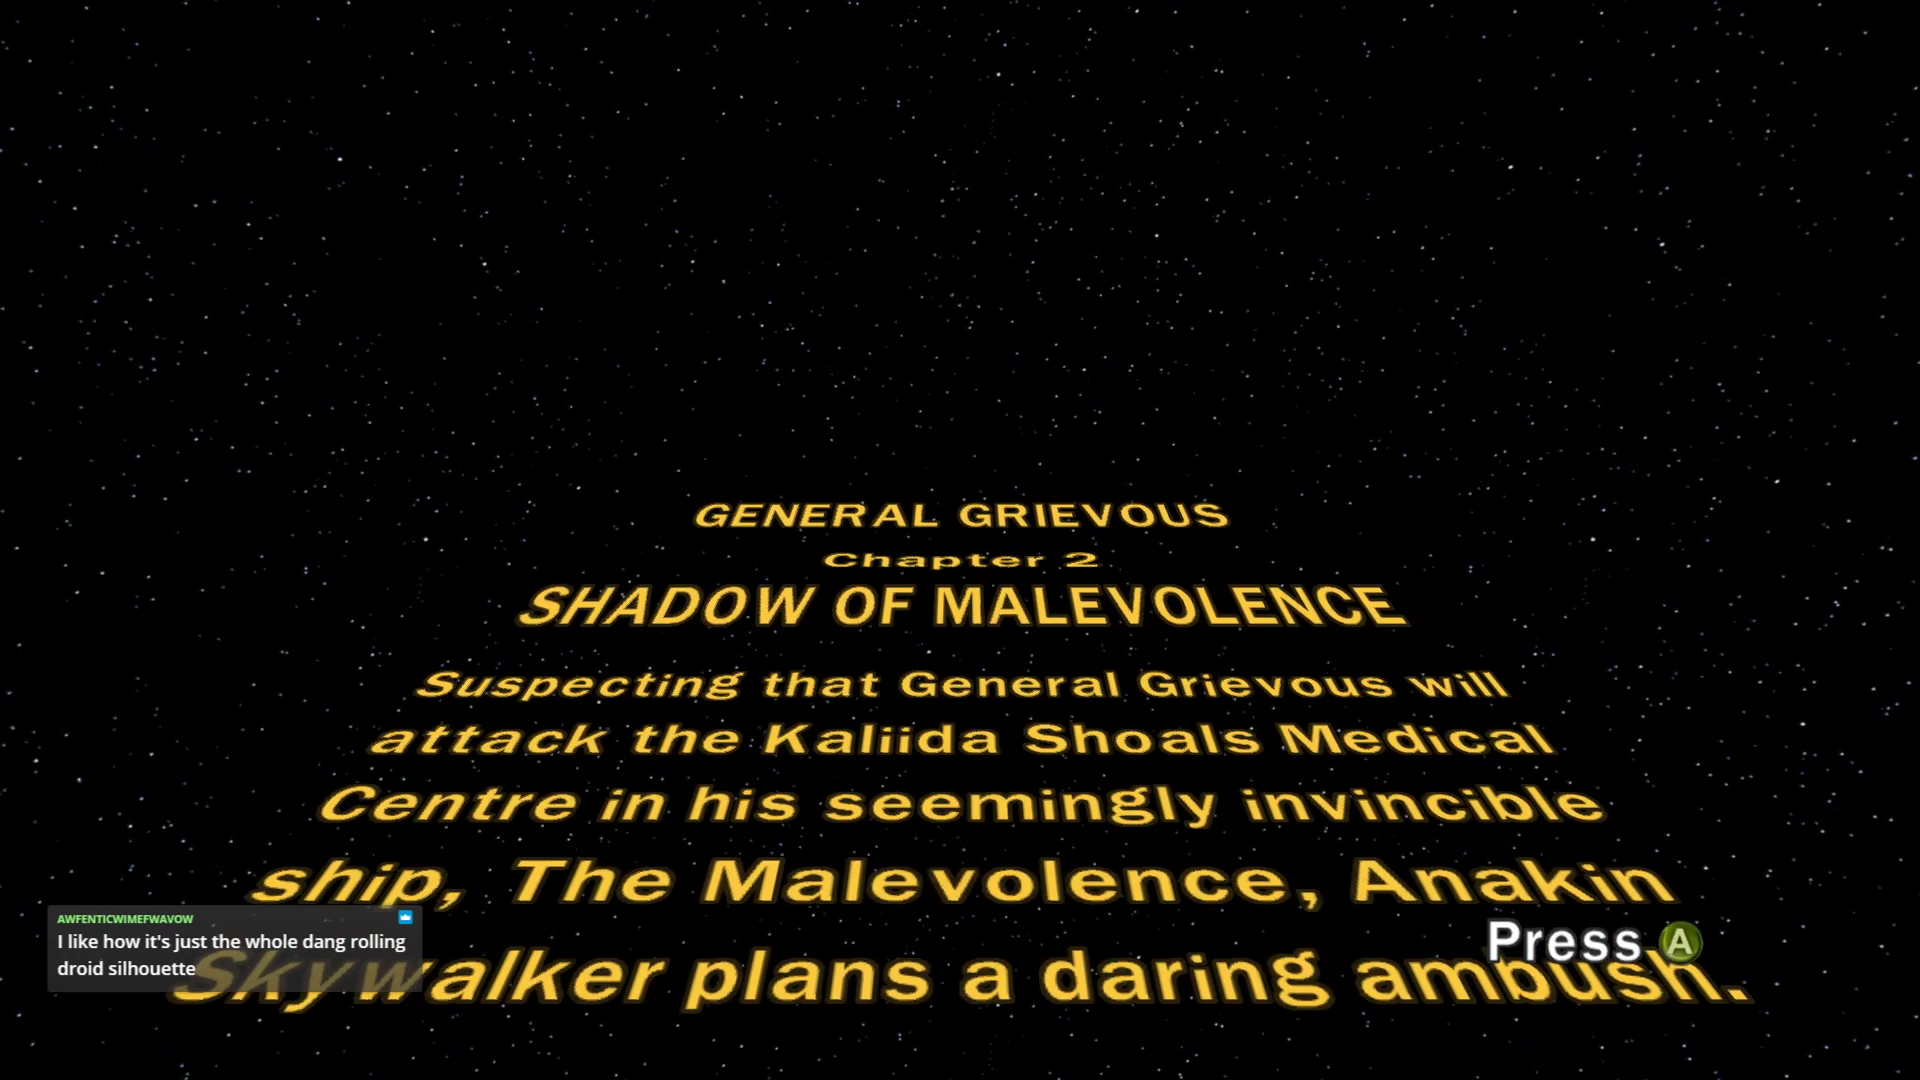 GENERAL GRIEVOUS
Chapter 2
SHADOW OF MALEVOLENCE
Suspecting that General Grievous will
attack the Kaliida Shoals Medical
Centre in his seemingly invincible
ship, The Malevolence, Anakin
Skywalker plans a daring ambush.
Press A
AWFENTICWIMEFWAVOW
I like how it's just the whole dang rolling
droid silhouette